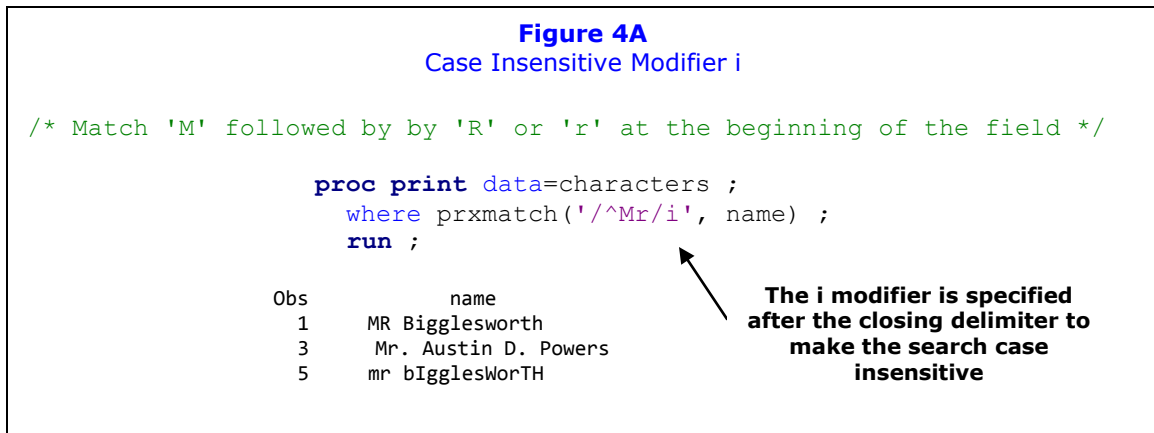 Figure 4A
Case Insensitive Modifier i
/* Match 'M' followed by by 'R' or 'r' at the beginning of the field */
proc print data=characters ;
where prxmatch('/^Mr/i', name) ;
run ;
Obs name
1 MR Bigglesworth
3 Mr. Austin D. Powers
5 mr bIgglesWorTH
The i modifier is specified
after the closing delimiter to
make the search case
insensitive